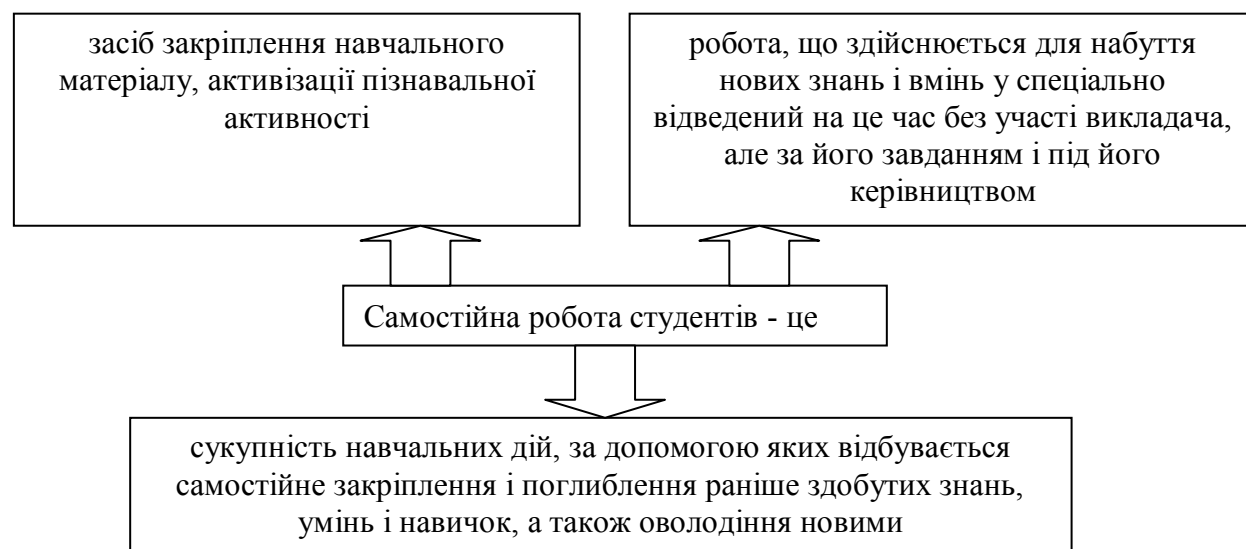 засіб закріплення навчального
матеріалу, активізації пізнавальної
активності
робота, що здійснюється для набуття
нових знань і вмінь у спеціально
відведений на це час без участі викладача,
але за його завданням і під його
керівництвом
Самостійна робота студентів - це
сукупність навчальних дій, за допомогою яких відбувається
самостійне закріплення і поглиблення раніше здобутих знань,
умінь і навичок, а також оволодіння новими